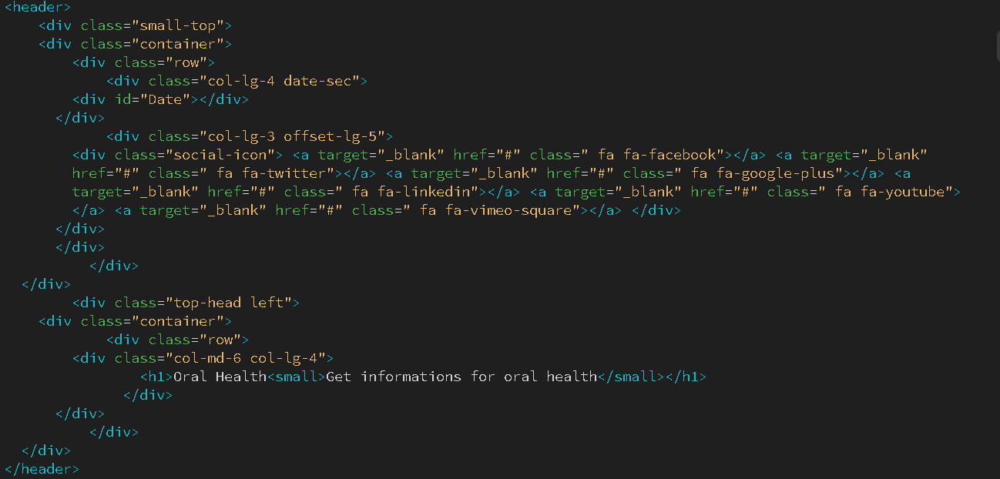 <header>
    <div class="small-top">
    <div class="container">
        <div class="row">
            <div class="col-lg-4 date-sec">
        <div id="Date"></div>
      </div>
            <div class="col-lg-3 offset-lg-5">
        <div class="social-icon"> <a target="_blank" href="#" class=" fa fa-facebook"></a> <a target="_blank"
        href="#" class=" fa fa-twitter"></a> <a target="_blank" href="#" class=" fa fa-google-plus"></a> <a
        target="_blank" href="#" class=" fa fa-linkedin"></a> <a target="_blank" href="#" class=" fa fa-youtube">
        </a> <a target="_blank" href="#" class=" fa fa-vimeo-square"></a> </div>
      </div>
      </div>
          </div>
  </div>
        <div class="top-head left">
    <div class="container">
            <div class="row">
        <div class="col-md-6 col-lg-4">
                <h1>Oral Health<small>Get informations for oral health</small></h1>
              </div>
      </div>
          </div>
  </div>
</header>